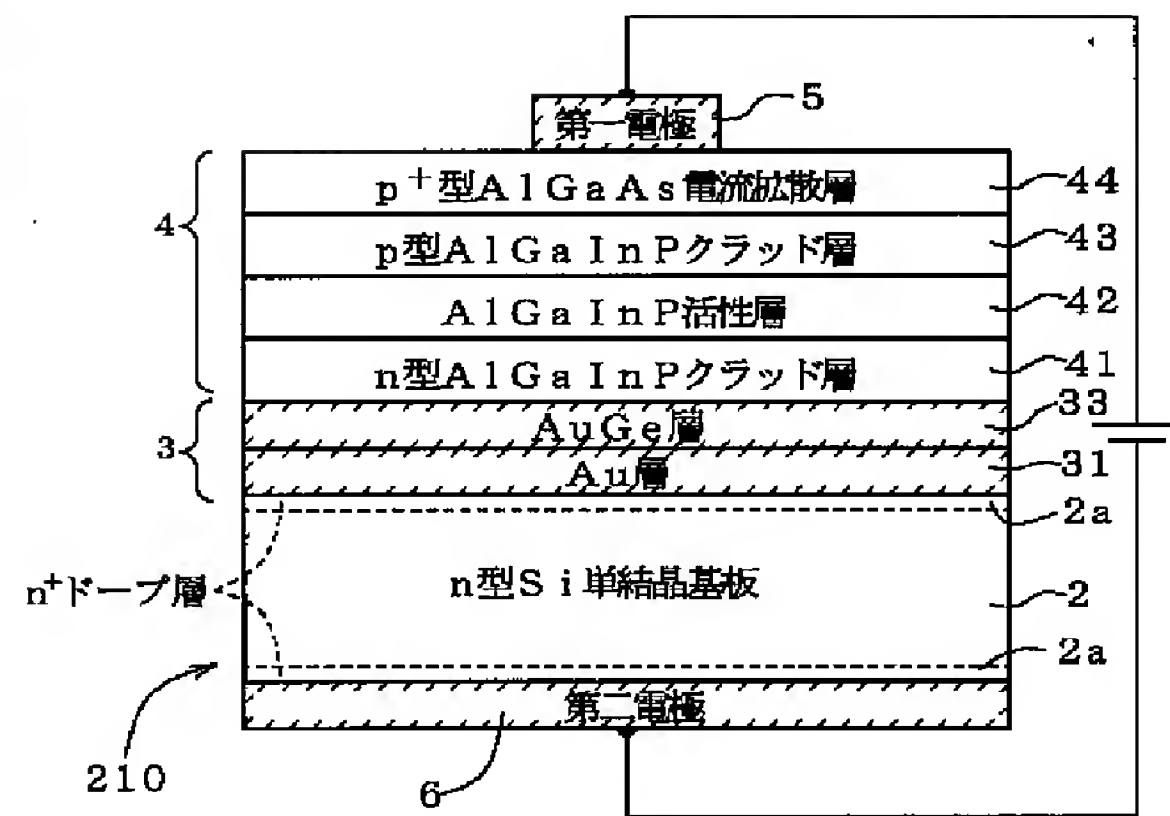 第一電極
5
p⁺型AlGaAs電流拡散層
44
4
p型AlGaInPクラッド層
43
AlGaInP活性層
42
n型AlGaInPクラッド層
41
AuGe層
33
3
Au層
31
2a
n⁺ドープ層
n型Si単結晶基板
2
2a
第二電極
210
6